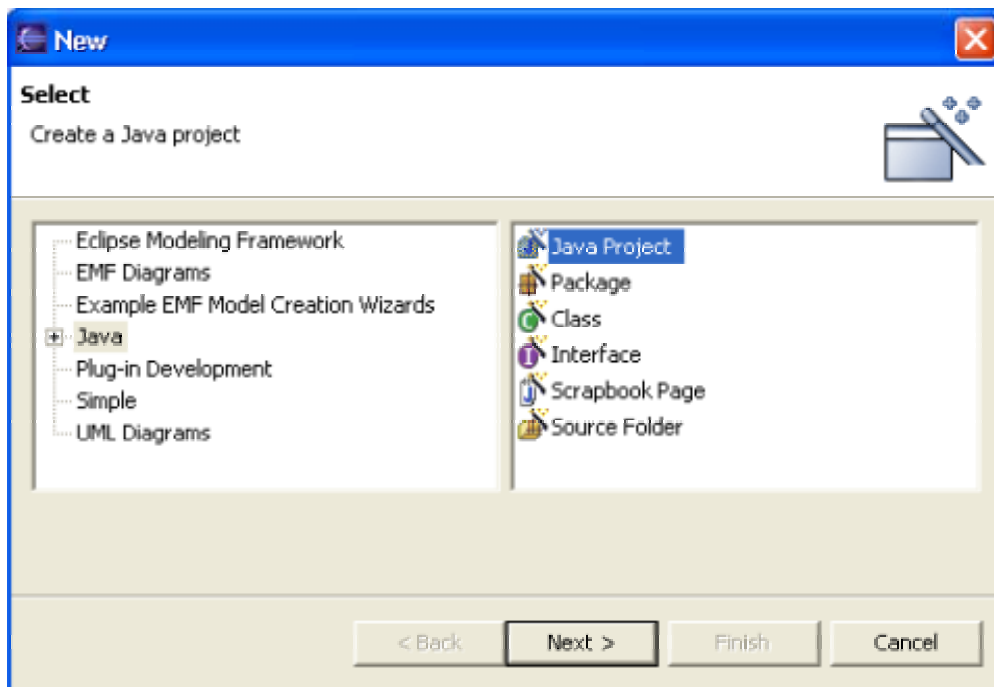 New
Select
Create a Java project
Eclipse Modeling Framework
EMF Diagrams
Example EMF Model Creation Wizards
Java
Plug-in Development
Simple
UML Diagrams
Java Project
Package
Class
Interface
Scrapbook Page
Source Folder
< Back
Next >
Finish
Cancel